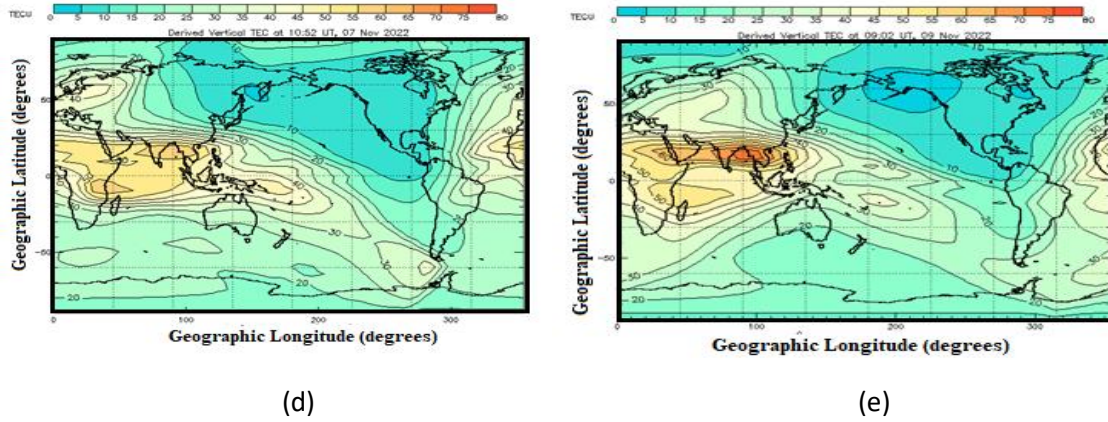 TECU 0 5 10 15 20 25 30 35 40 45 50 55 60 65 70 75 80
Derived Vertical TEC at 10:52 UT, 07 Nov 2022
Geographic Latitude (degrees)
50
0
−50
0 100 200 300
Geographic Longitude (degrees)
(d)
TECU 0 5 10 15 20 25 30 35 40 45 50 55 60 65 70 75 80
Derived Vertical TEC at 09:02 UT, 09 Nov 2022
Geographic Latitude (degrees)
50
0
−50
0 100 200 300
Geographic Longitude (degrees)
(e)